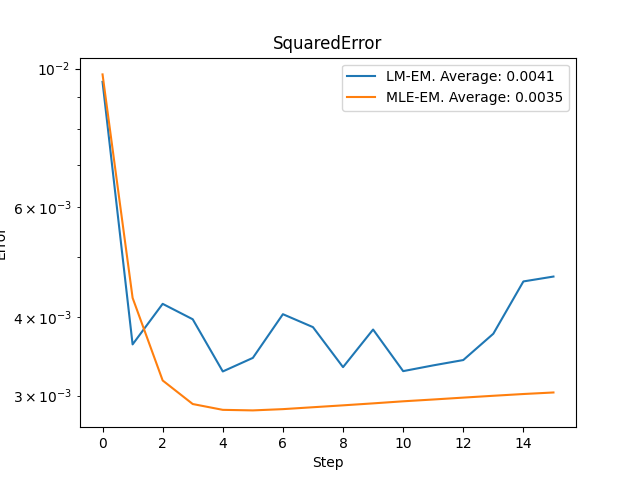 SquaredError
LM-EM. Average: 0.0041
MLE-EM. Average: 0.0035
10⁻²
6 × 10⁻³
4 × 10⁻³
3 × 10⁻³
Error
0 2 4 6 8 10 12 14
Step